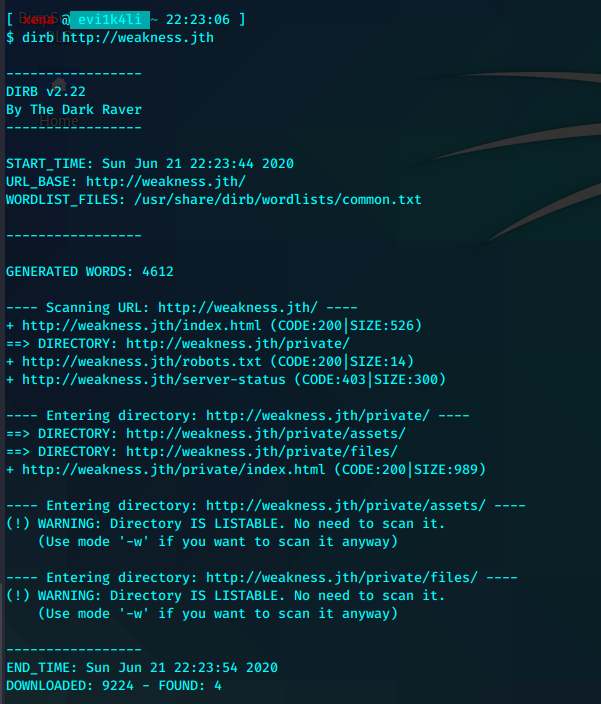 [ xena @ evi1k4li ~ 22:23:06 ]
$ dirb http://weakness.jth
-----------------
DIRB v2.22
By The Dark Raver
-----------------
Home
START_TIME: Sun Jun 21 22:23:44 2020
URL_BASE: http://weakness.jth/
WORDLIST_FILES: /usr/share/dirb/wordlists/common.txt
-----------------
GENERATED WORDS: 4612
---- Scanning URL: http://weakness.jth/ ----
+ http://weakness.jth/index.html (CODE:200|SIZE:526)
==> DIRECTORY: http://weakness.jth/private/
+ http://weakness.jth/robots.txt (CODE:200|SIZE:14)
+ http://weakness.jth/server-status (CODE:403|SIZE:300)
---- Entering directory: http://weakness.jth/private/ ----
==> DIRECTORY: http://weakness.jth/private/assets/
==> DIRECTORY: http://weakness.jth/private/files/
+ http://weakness.jth/private/index.html (CODE:200|SIZE:989)
---- Entering directory: http://weakness.jth/private/assets/ ----
(!) WARNING: Directory IS LISTABLE. No need to scan it.
(Use mode '-w' if you want to scan it anyway)
---- Entering directory: http://weakness.jth/private/files/ ----
(!) WARNING: Directory IS LISTABLE. No need to scan it.
(Use mode '-w' if you want to scan it anyway)
-----------------
END_TIME: Sun Jun 21 22:23:54 2020
DOWNLOADED: 9224 - FOUND: 4